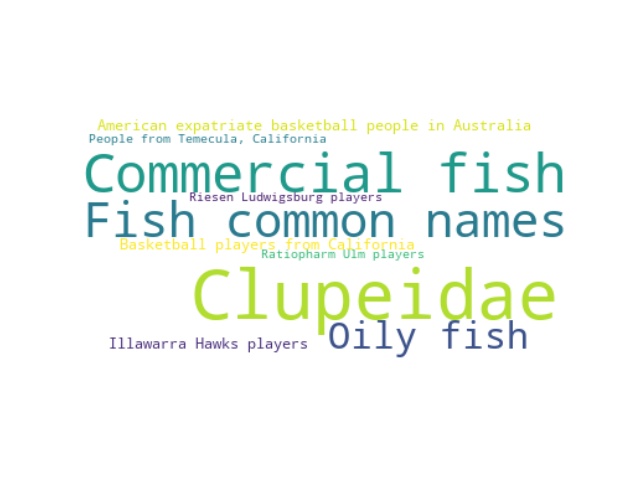 American expatriate basketball people in Australia
People from Temecula, California
Commercial fish
Riesen Ludwigsburg players
Fish common names
Basketball players from California
Ratiopharm Ulm players
Clupeidae
Oily fish
Illawarra Hawks players